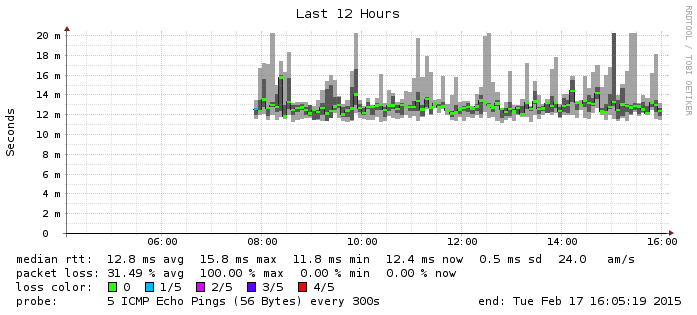 Last 12 Hours
RRDTOOL / TOBI OETIKER
Seconds
20 m
18 m
16 m
14 m
12 m
10 m
8 m
6 m
4 m
2 m
0
06:00 08:00 10:00 12:00 14:00 16:00
median rtt: 12.8 ms avg 15.8 ms max 11.8 ms min 12.4 ms now 0.5 ms sd 24.0 am/s
packet loss: 31.49 % avg 100.00 % max 0.00 % min 0.00 % now
loss color: 0 1/5 2/5 3/5 4/5
probe: 5 ICMP Echo Pings (56 Bytes) every 300s end: Tue Feb 17 16:05:19 2015